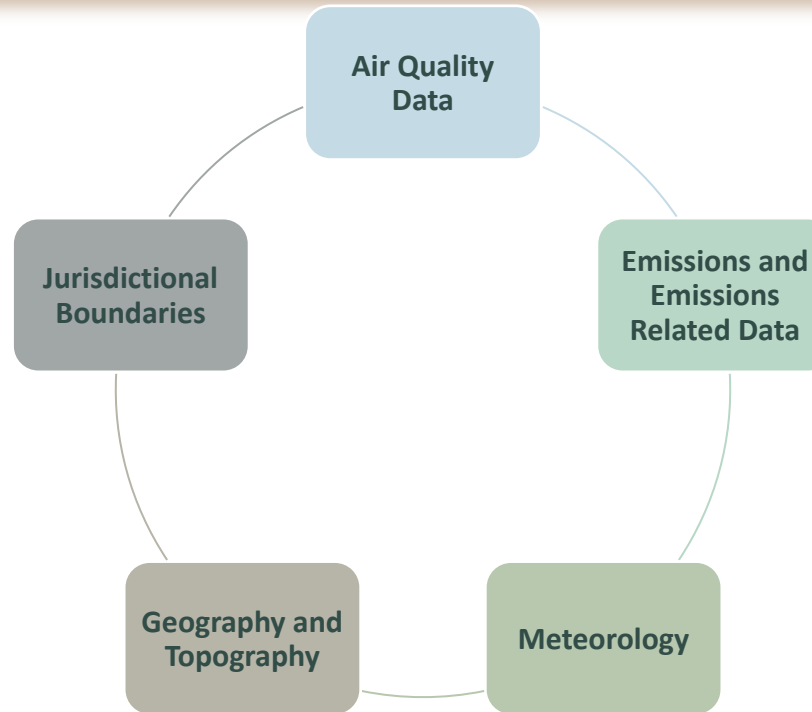 Air Quality
Data
Emissions and
Emissions
Related Data
Meteorology
Geography and
Topography
Jurisdictional
Boundaries